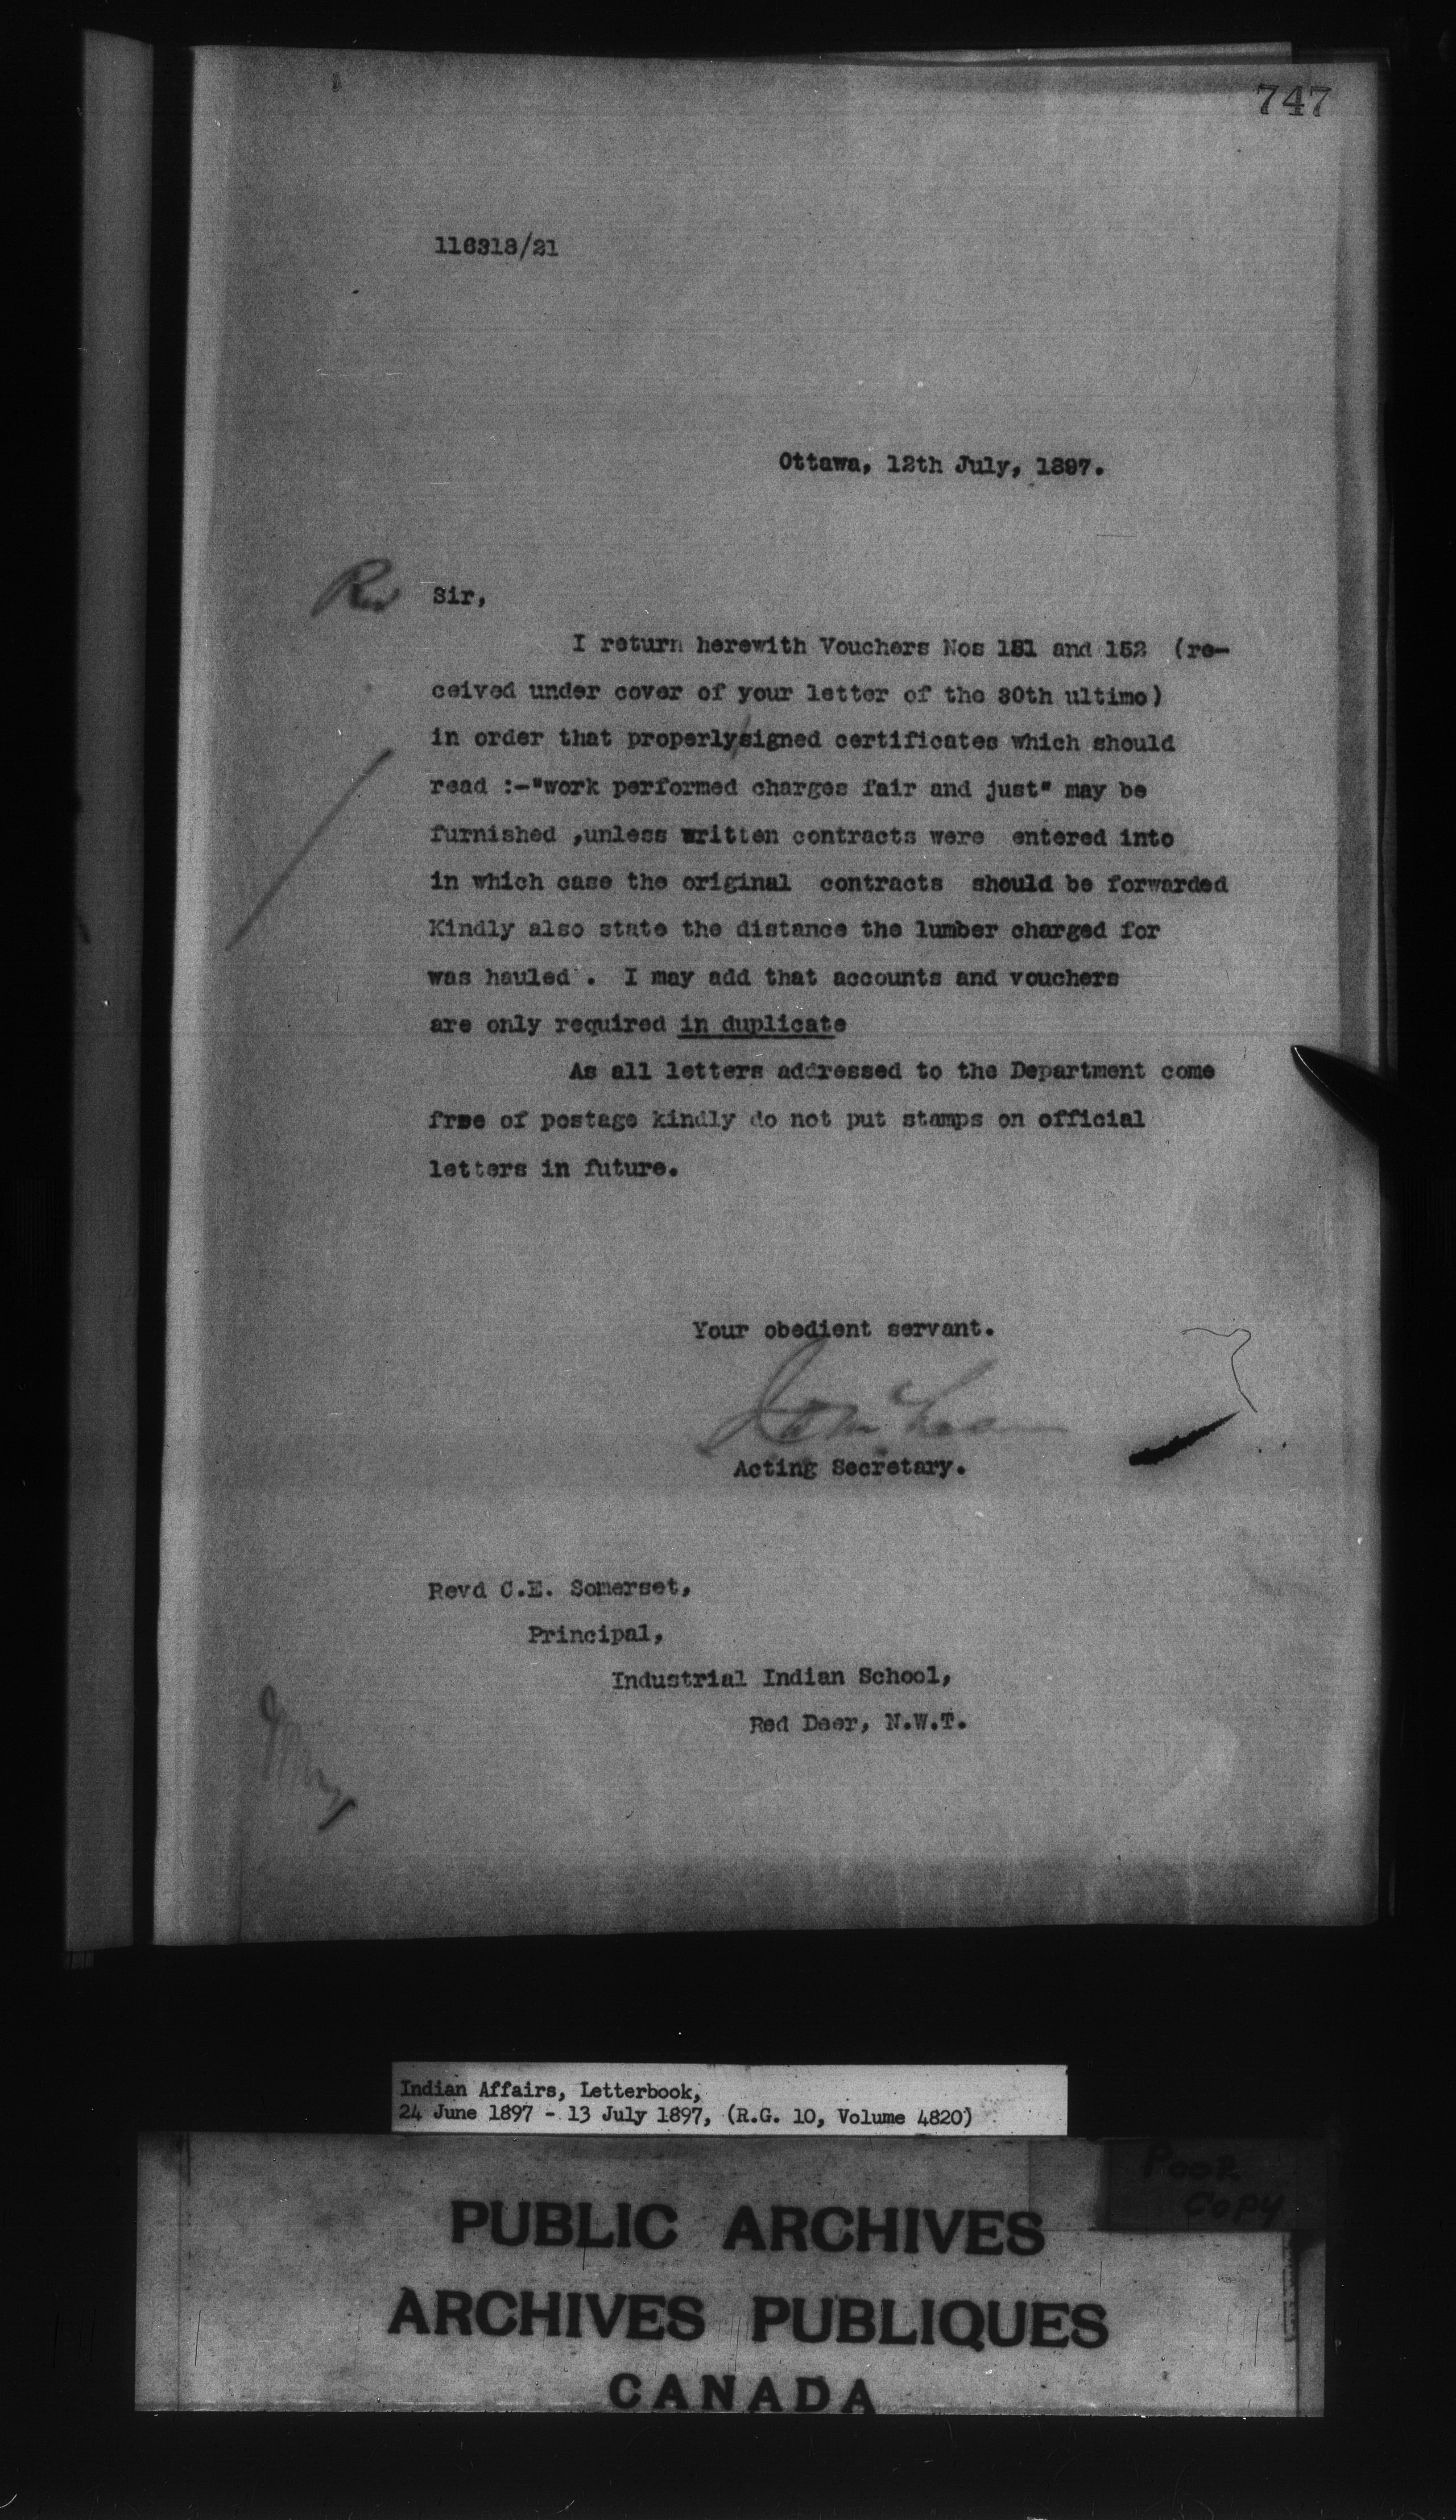 747
116318/21
Ottawa, 12th July, 1897.
Rev Sir,
I return herewith Vouchers Nos 151 and 152 (re-
ceived under cover of your letter of the 30th ultimo)
in order that properly/signed certificates which should
read :-"work performed charges fair and just" may be
furnished ,unless written contracts were entered into
in which case the original contracts should be forwarded
Kindly also state the distance the lumber charged for
was hauled . I may add that accounts and vouchers
are only required in duplicate
As all letters addressed to the Department come
free of postage kindly do not put stamps on official
letters in future.
Your obedient servant.
Acting Secretary.
Revd C.E. Somerset,
Principal,
Industrial Indian School,
Red Deer, N.W.T.
Indian Affairs, Letterbook,
24 June 1897 - 13 July 1897, (R.G. 10, Volume 4820)
Poor
Copy
PUBLIC ARCHIVES
ARCHIVES PUBLIQUES
CANADA